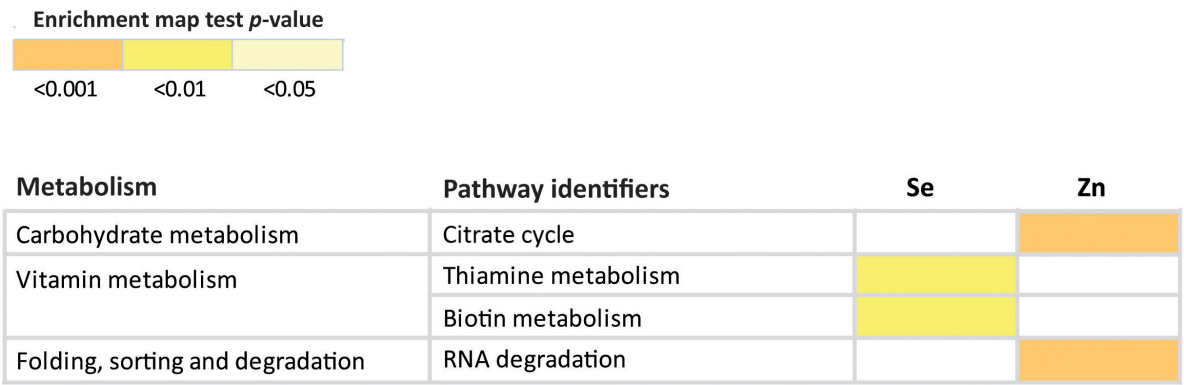 Enrichment map test p-value
<0.001 <0.01 <0.05
Metabolism Pathway identifiers Se Zn
Carbohydrate metabolism Citrate cycle
Vitamin metabolism Thiamine metabolism
Biotin metabolism
Folding, sorting and degradation RNA degradation